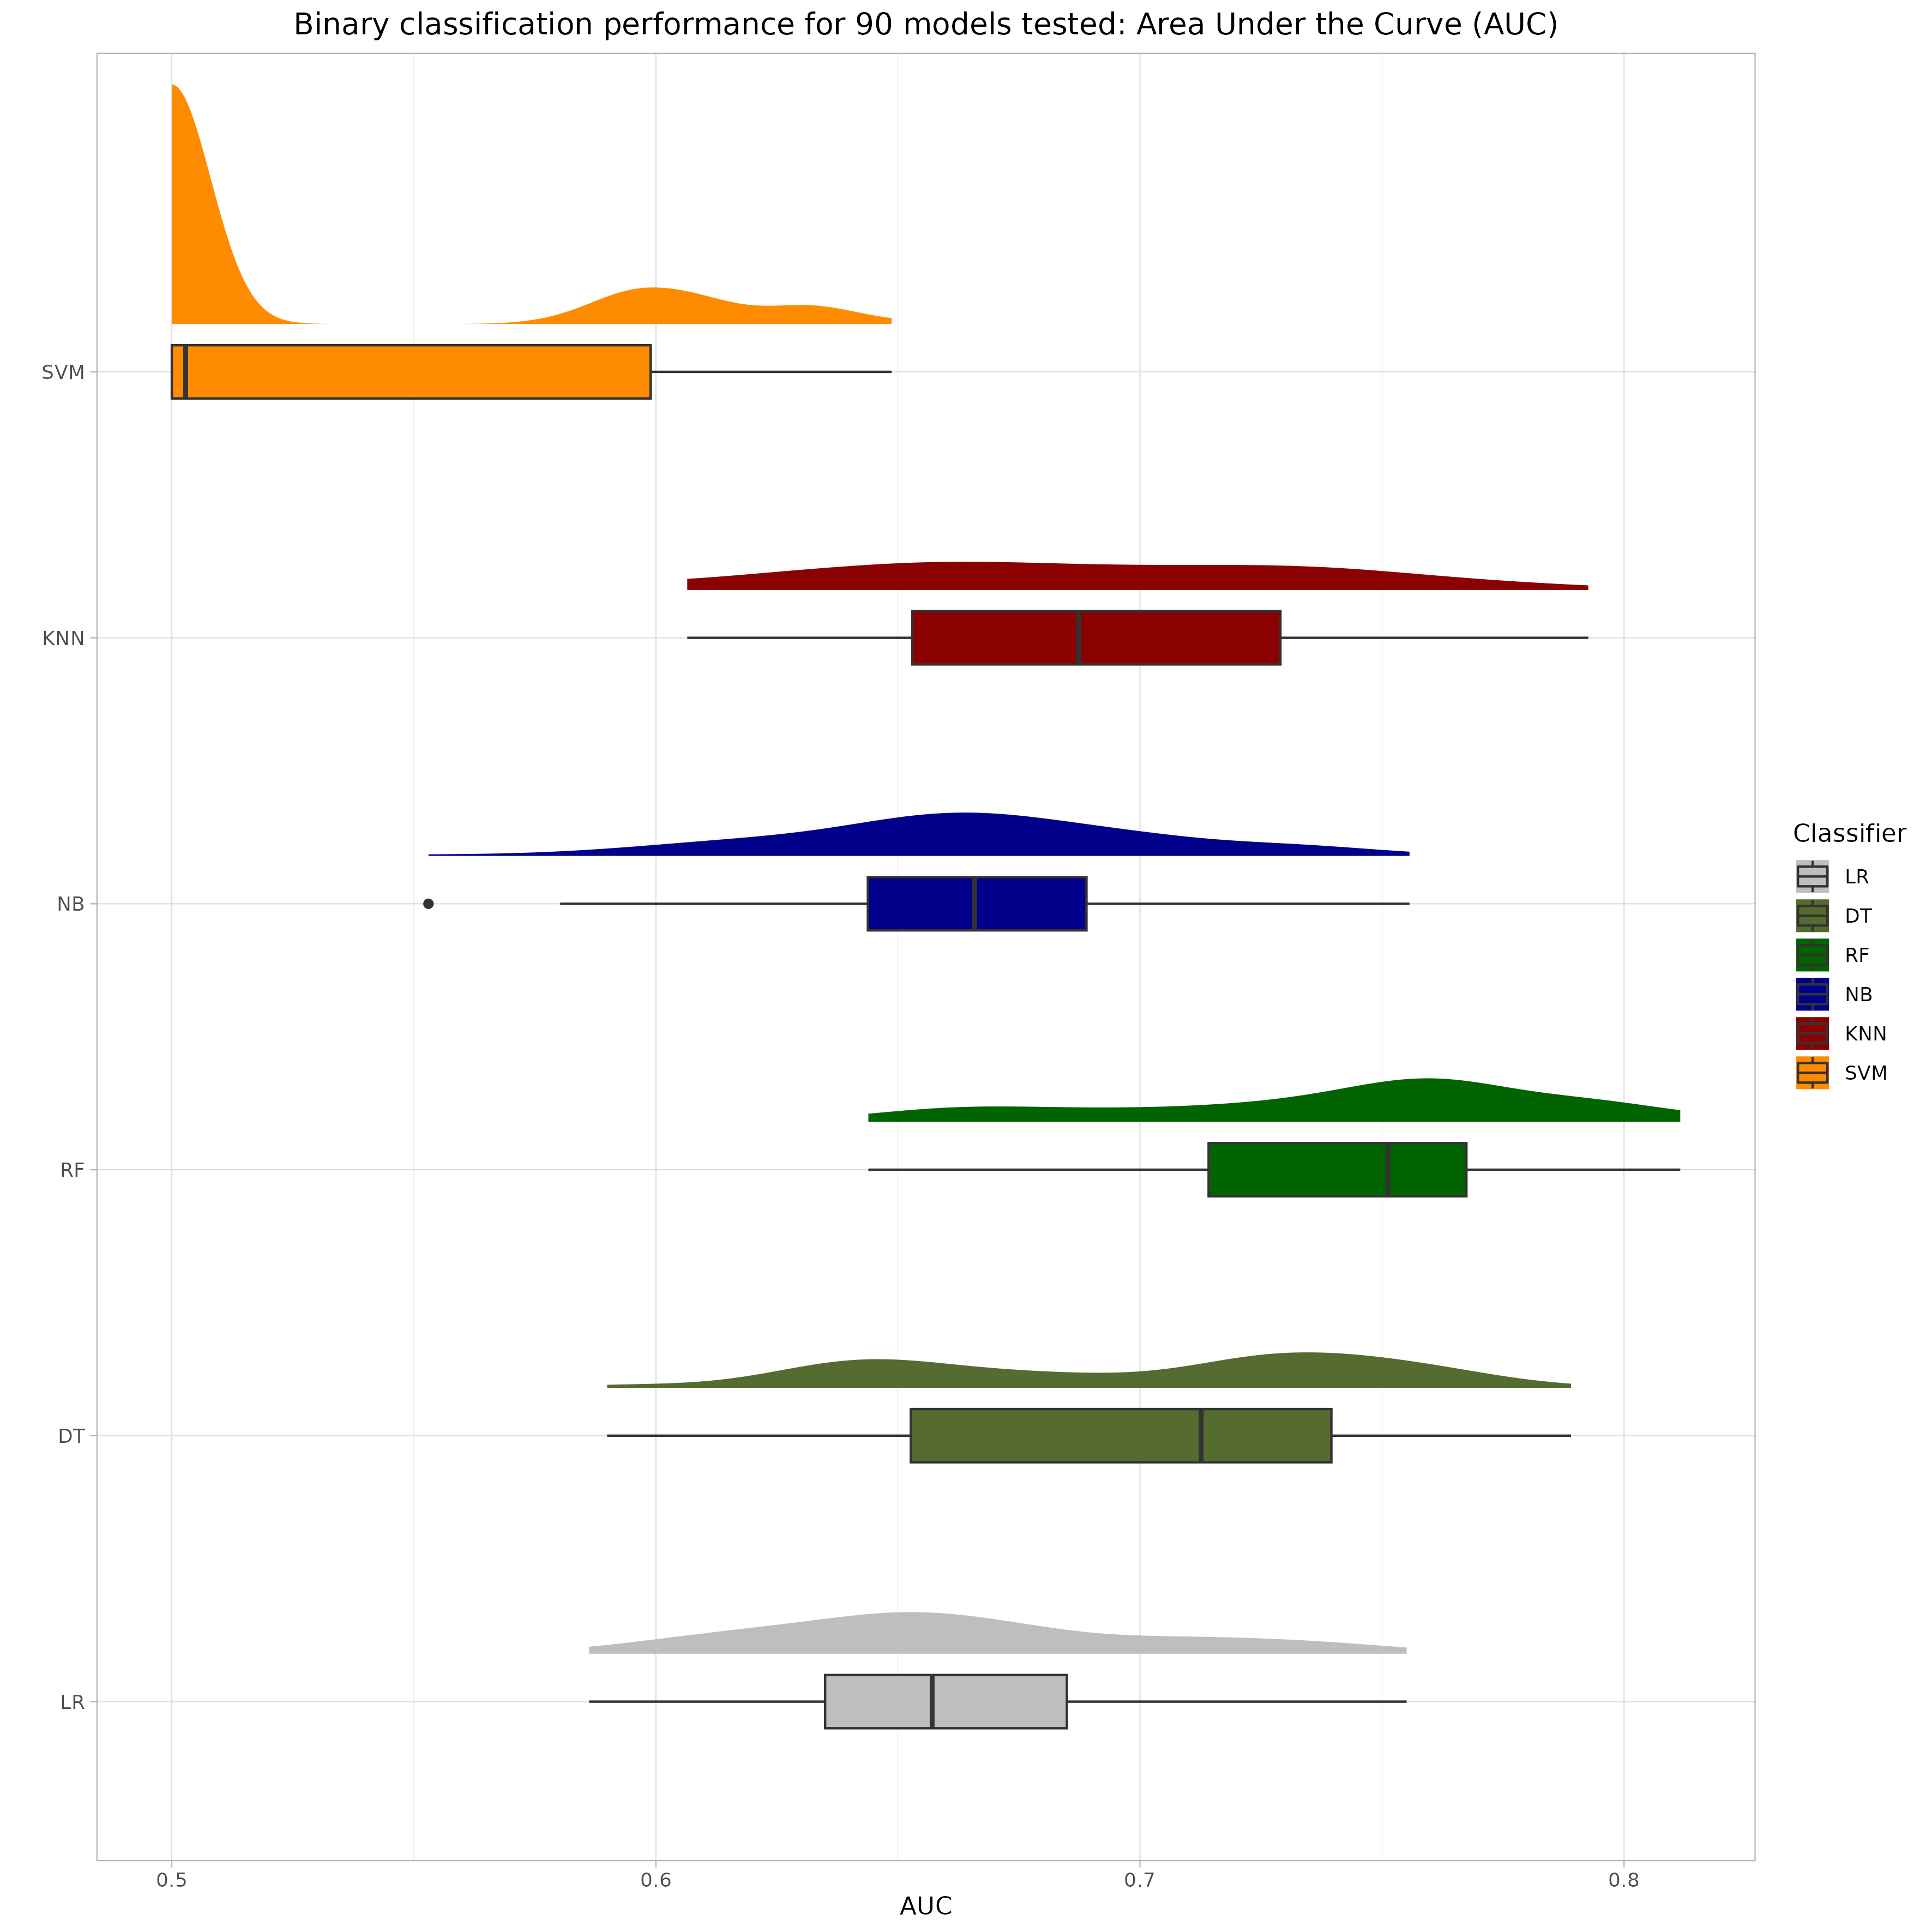 Binary classification performance for 90 models tested: Area Under the Curve (AUC)
SVM
KNN
NB
RF
DT
LR
0.5 0.6 0.7 0.8
AUC
Classifier
LR
DT
RF
NB
KNN
SVM